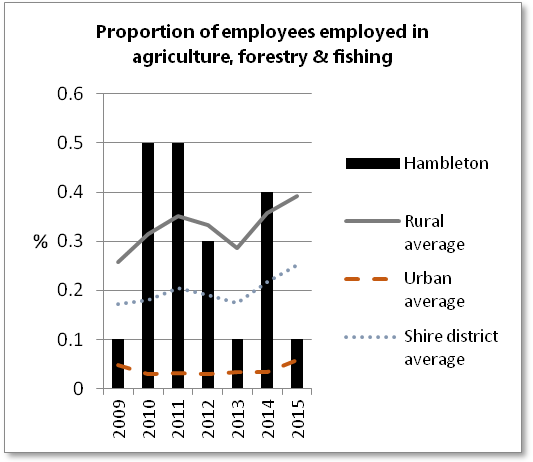 Proportion of employees employed in
agriculture, forestry & fishing
0.6
0.5
0.4
0.3
0.2
0.1
0
%
2009
2010
2011
2012
2013
2014
2015
Hambleton
Rural
average
Urban
average
Shire district
average